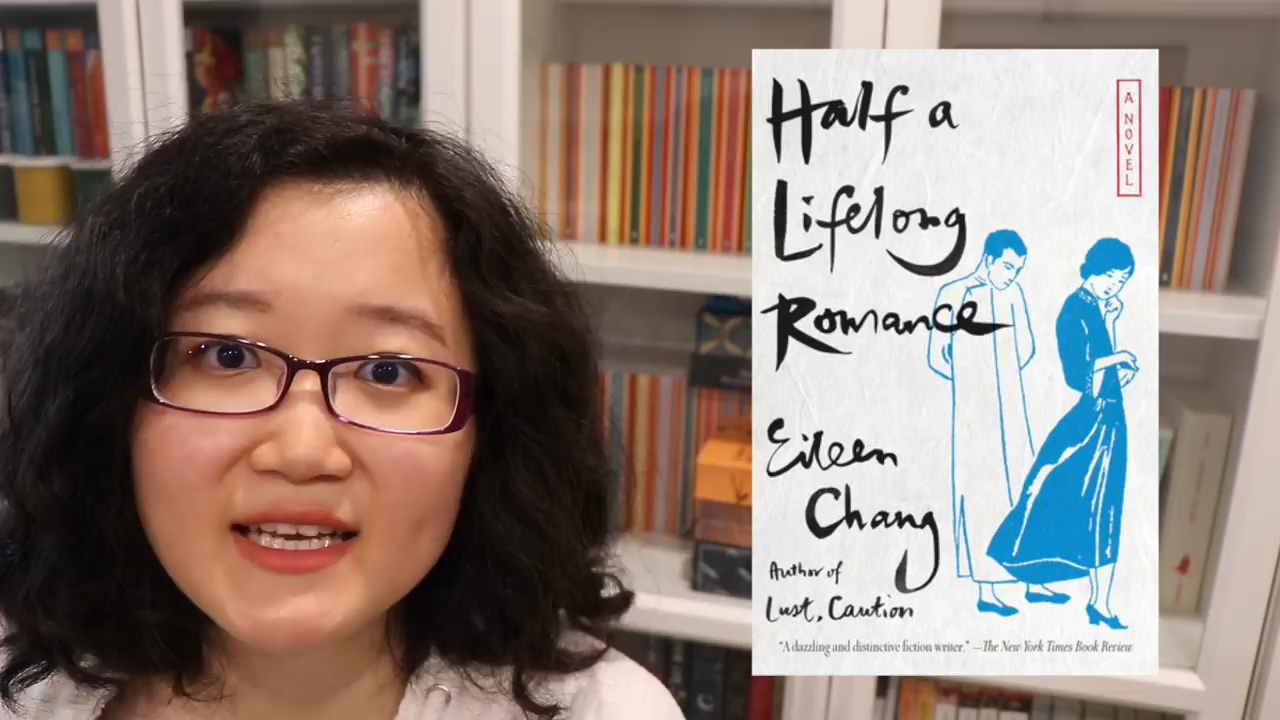 Half a
Lifelong
Romance
A NOVEL
Eileen
Chang
Author of
Lust, Caution
"A dazzling and distinctive fiction writer." —The New York Times Book Review